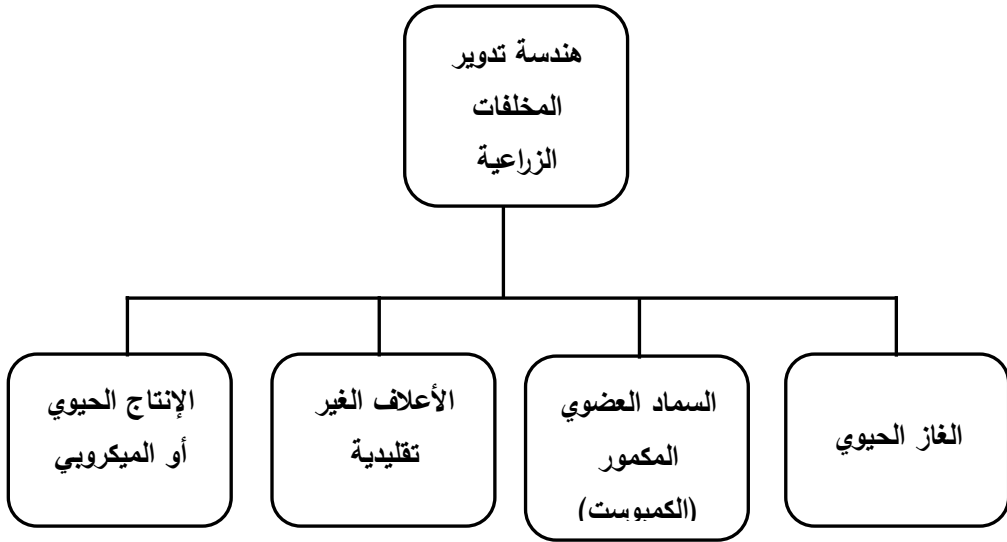 هندسة تدوير
المخلفات
الزراعية
الغاز الحيوي
السماد العضوي
المكمور
(الكمبوست)
الأعلاف الغير
تقليدية
الإنتاج الحيوي
أو الميكروبي